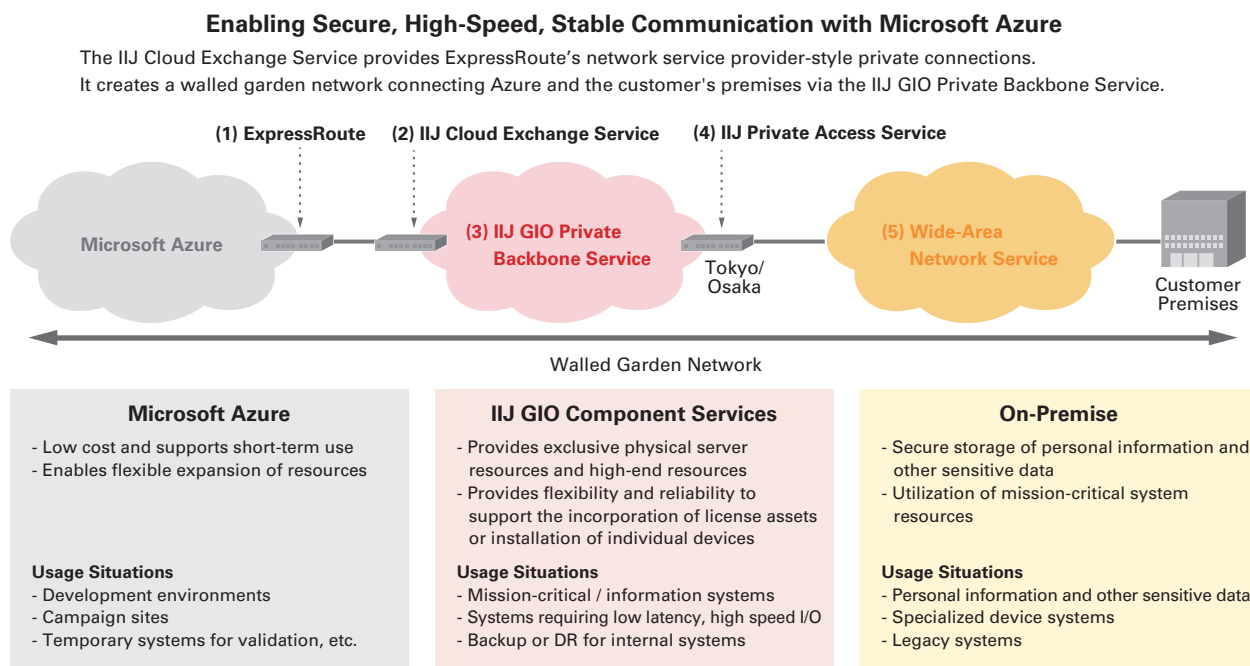 Enabling Secure, High-Speed, Stable Communication with Microsoft Azure
The IIJ Cloud Exchange Service provides ExpressRoute's network service provider-style private connections.
It creates a walled garden network connecting Azure and the customer's premises via the IIJ GIO Private Backbone Service.
(1) ExpressRoute
(2) IIJ Cloud Exchange Service
(4) IIJ Private Access Service
Microsoft Azure
(3) IIJ GIO Private
Backbone Service
Tokyo/
Osaka
(5) Wide-Area
Network Service
Customer
Premises
Walled Garden Network
Microsoft Azure
- Low cost and supports short-term use
- Enables flexible expansion of resources
Usage Situations
- Development environments
- Campaign sites
- Temporary systems for validation, etc.
IIJ GIO Component Services
- Provides exclusive physical server
resources and high-end resources
- Provides flexibility and reliability to
support the incorporation of license assets
or installation of individual devices
Usage Situations
- Mission-critical / information systems
- Systems requiring low latency, high speed I/O
- Backup or DR for internal systems
On-Premise
- Secure storage of personal information and
other sensitive data
- Utilization of mission-critical system
resources
Usage Situations
- Personal information and other sensitive data
- Specialized device systems
- Legacy systems